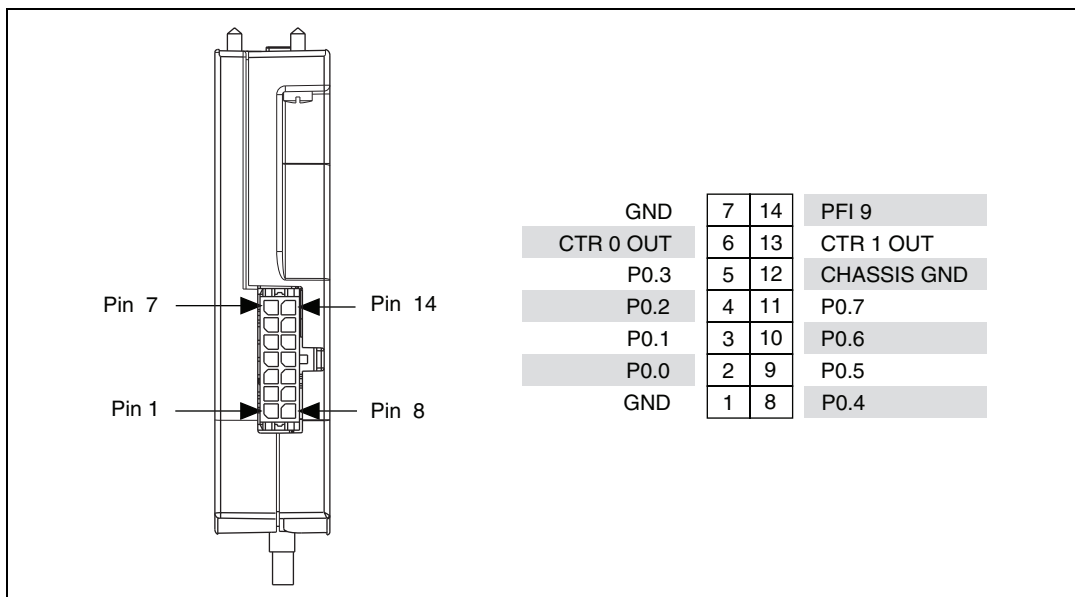 GND 7 14 PFI 9
CTR 0 OUT 6 13 CTR 1 OUT
P0.3 5 12 CHASSIS GND
Pin 7 Pin 14
P0.2 4 11 P0.7
P0.1 3 10 P0.6
P0.0 2 9 P0.5
Pin 1 Pin 8
GND 1 8 P0.4